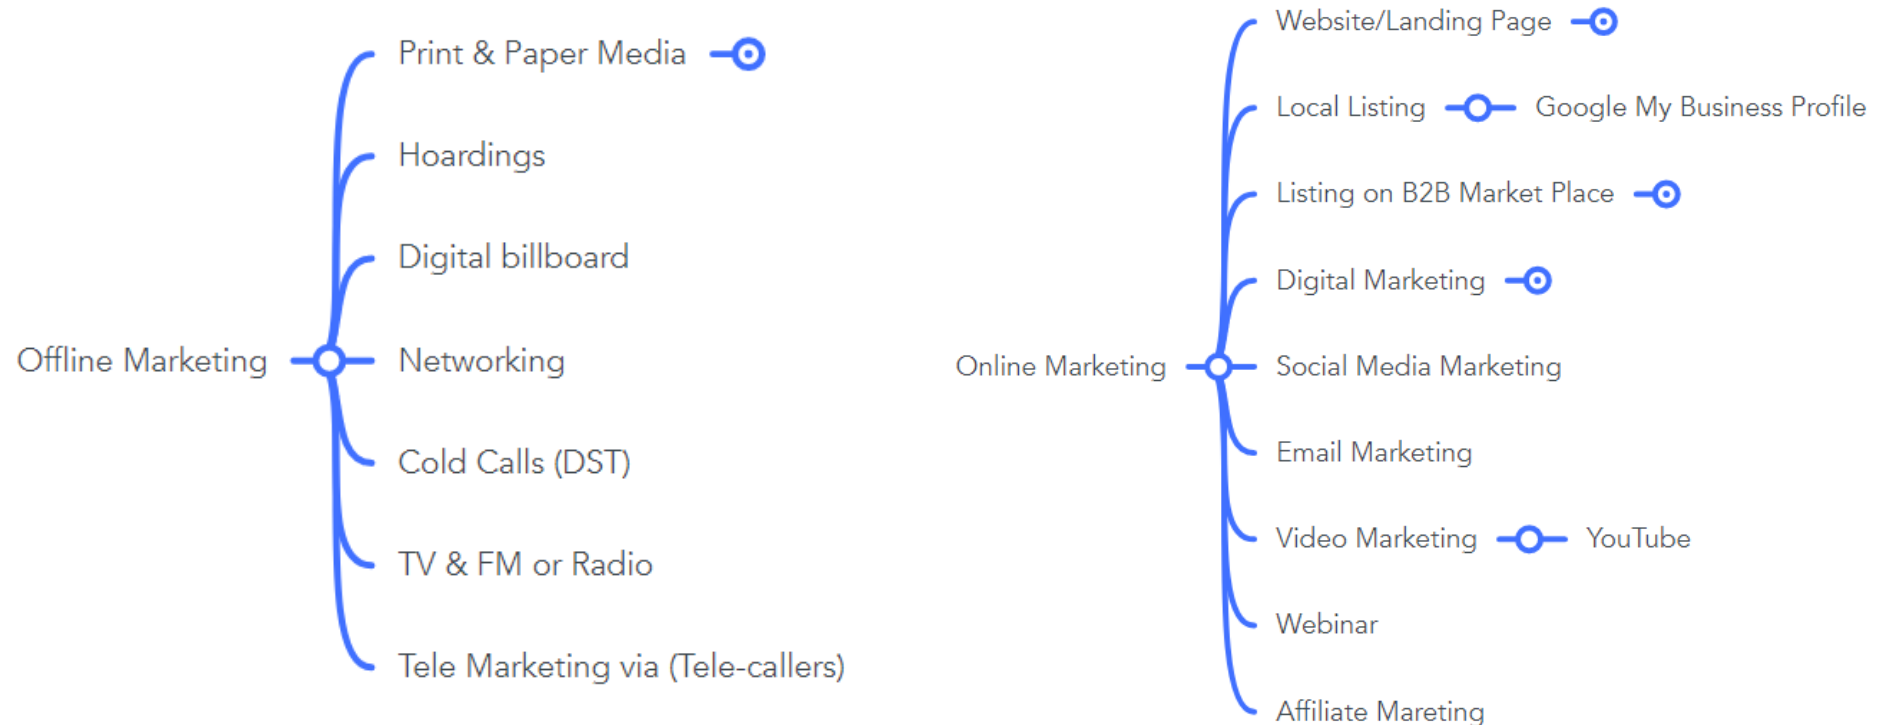 Offline Marketing
Print & Paper Media
Hoardings
Digital billboard
Networking
Cold Calls (DST)
TV & FM or Radio
Tele Marketing via (Tele-callers)
Online Marketing
Website/Landing Page
Local Listing
Google My Business Profile
Listing on B2B Market Place
Digital Marketing
Social Media Marketing
Email Marketing
Video Marketing
YouTube
Webinar
Affiliate Mareting